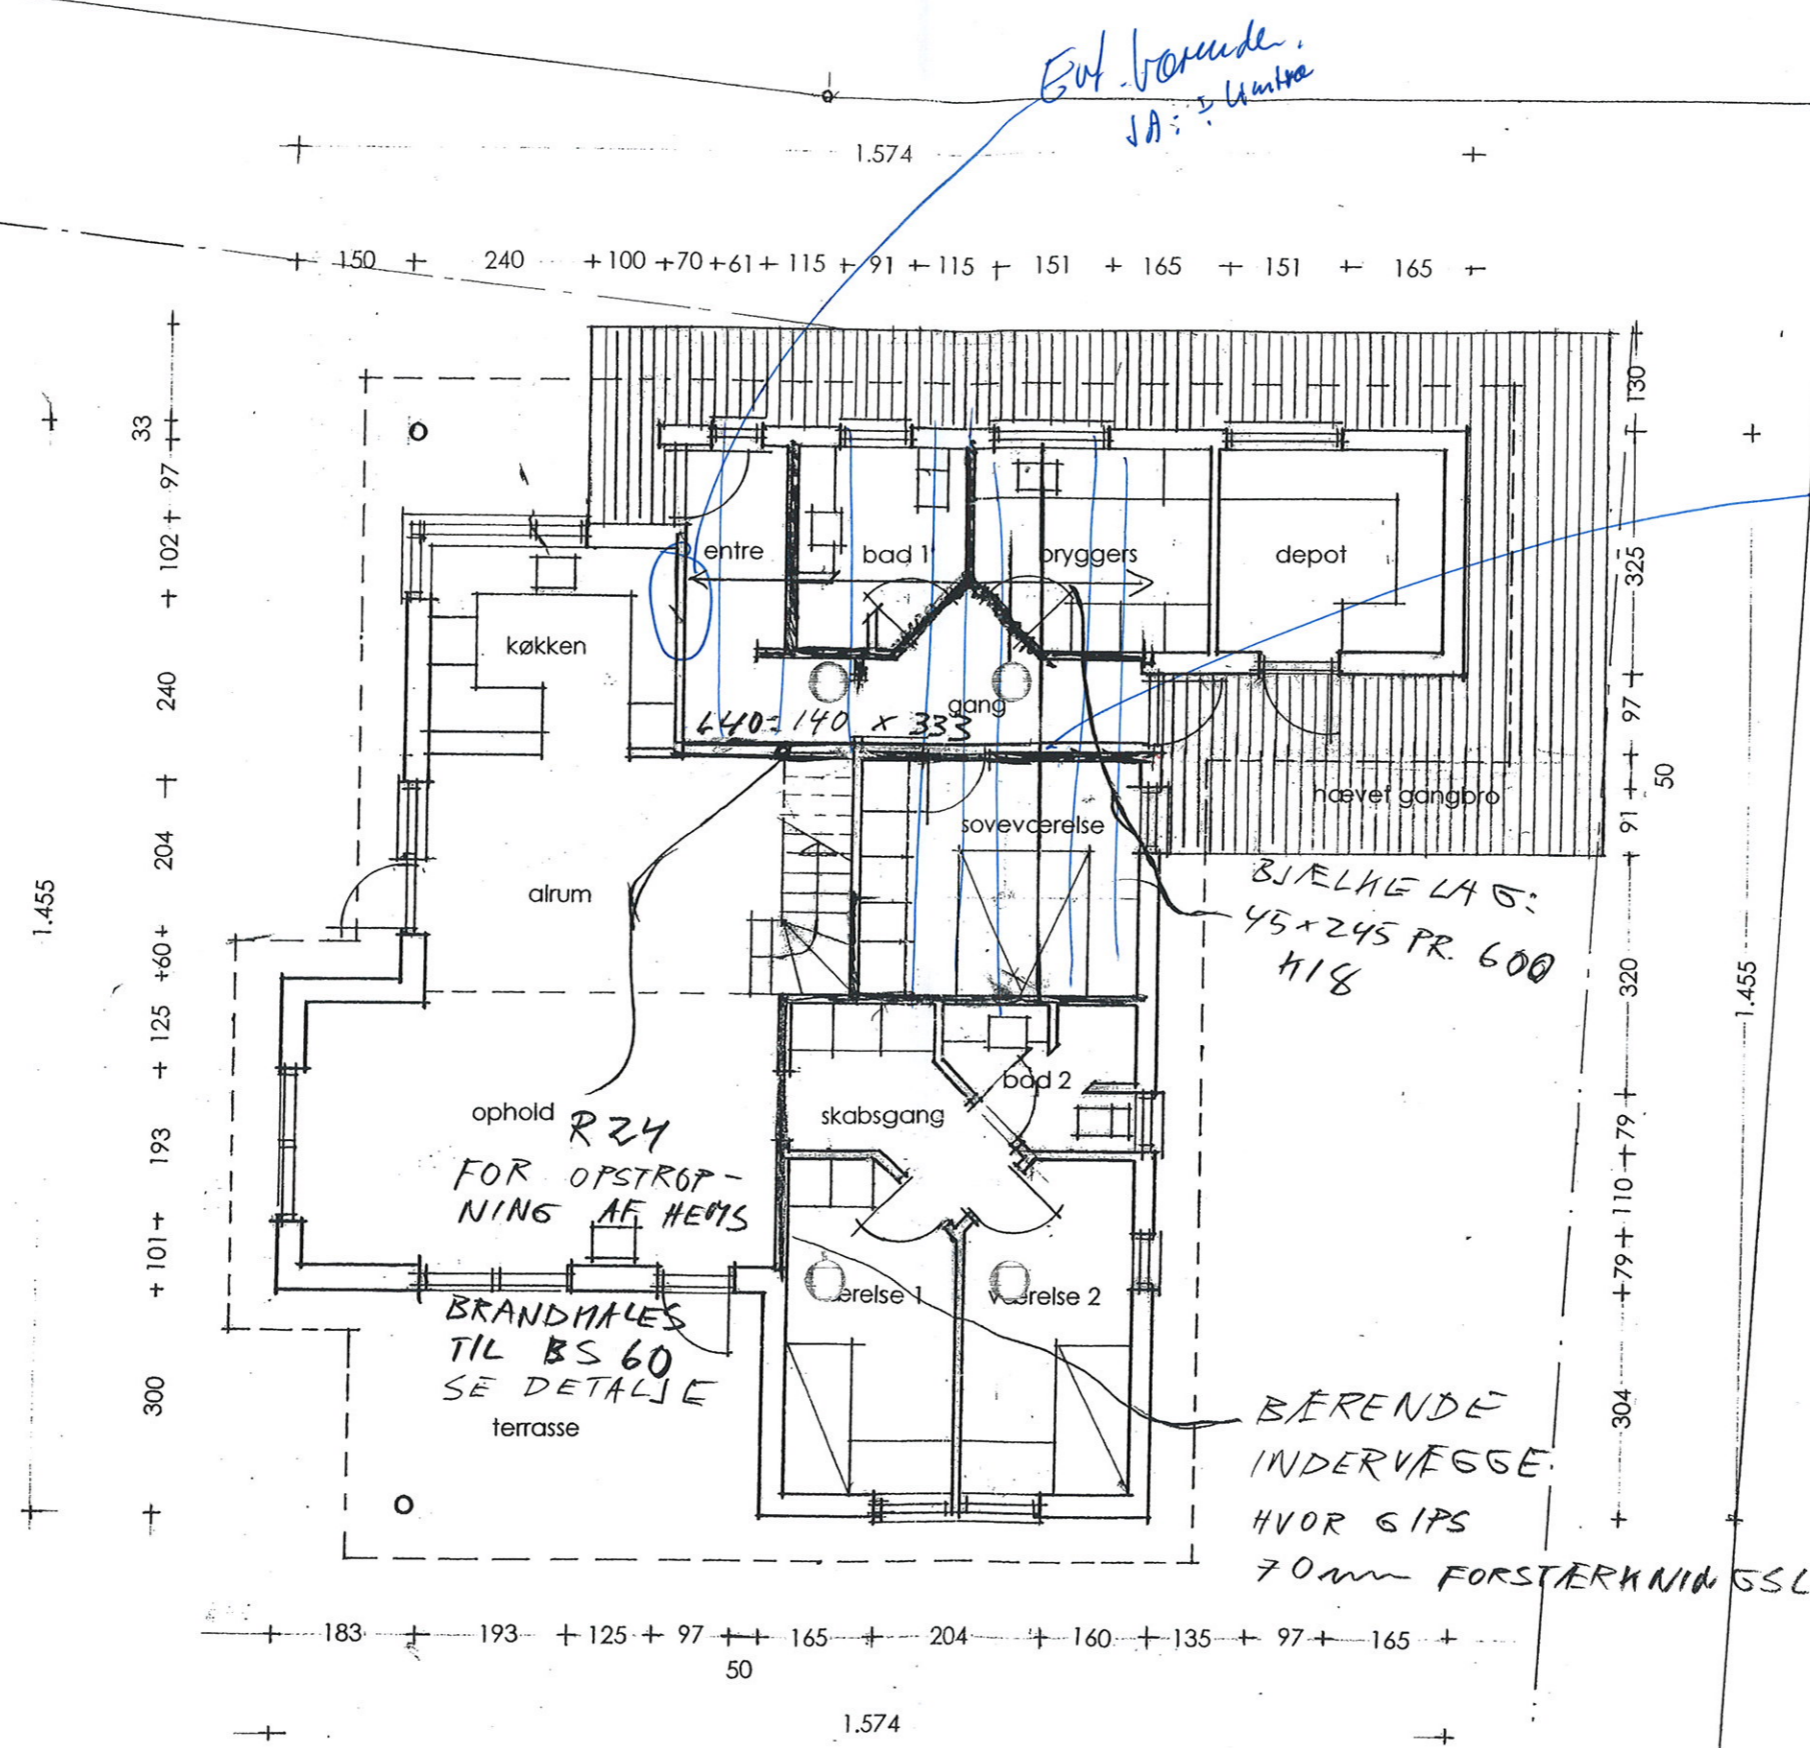 Evt. bærende.
JA: I limtræ
1.574
150 240 100 70 61 115 91 115 151 165 151 165
33
97
102
240
204
60
125
193
101
300
1.455
130
325
97
50
91
320
79
110
79
304
1.455
entre
bad 1
bryggers
depot
køkken
gang
L40: 140 x 333
hævet gangbro
soveværelse
alrum
BJÆLKELAG:
45x245 PR. 600
K18
bad 2
skabsgang
ophold
R24
FOR OPSTROP-
NING AF HEMS
erelse 1
værelse 2
BRANDMALES
TIL BS 60
SE DETALJE
terrasse
BÆRENDE
INDERVÆGGE.
HVOR GIPS
70mm FORSTÆRKNINGSL
183 193 125 97 165 204 160 135 97 165
50
1.574